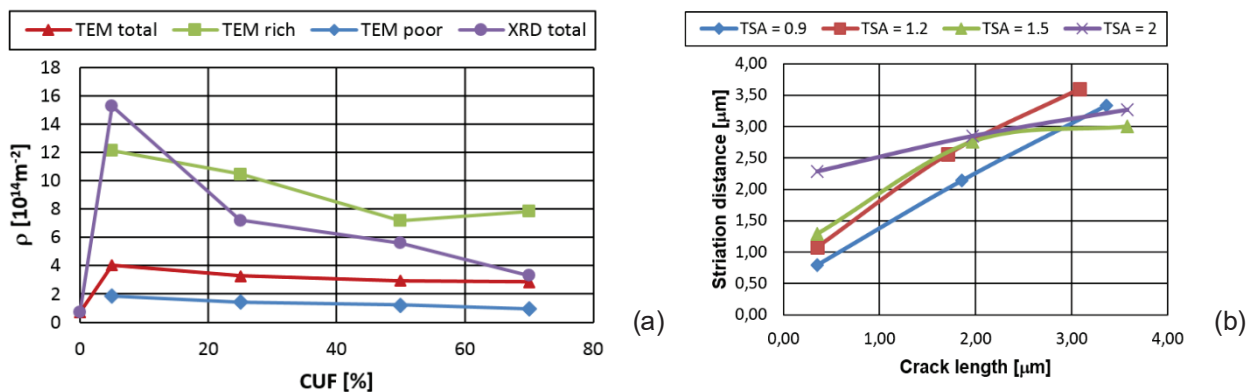 TEM total TEM rich TEM poor XRD total
18
16
14
12
10
8
6
4
2
0
ρ [10¹⁴m⁻²]
0 20 40 60 80
CUF [%]
(a)
TSA = 0.9 TSA = 1.2 TSA = 1.5 TSA = 2
4,00
3,50
3,00
2,50
2,00
1,50
1,00
0,50
0,00
Striation distance [μm]
0,00 1,00 2,00 3,00 4,00
Crack length [μm]
(b)